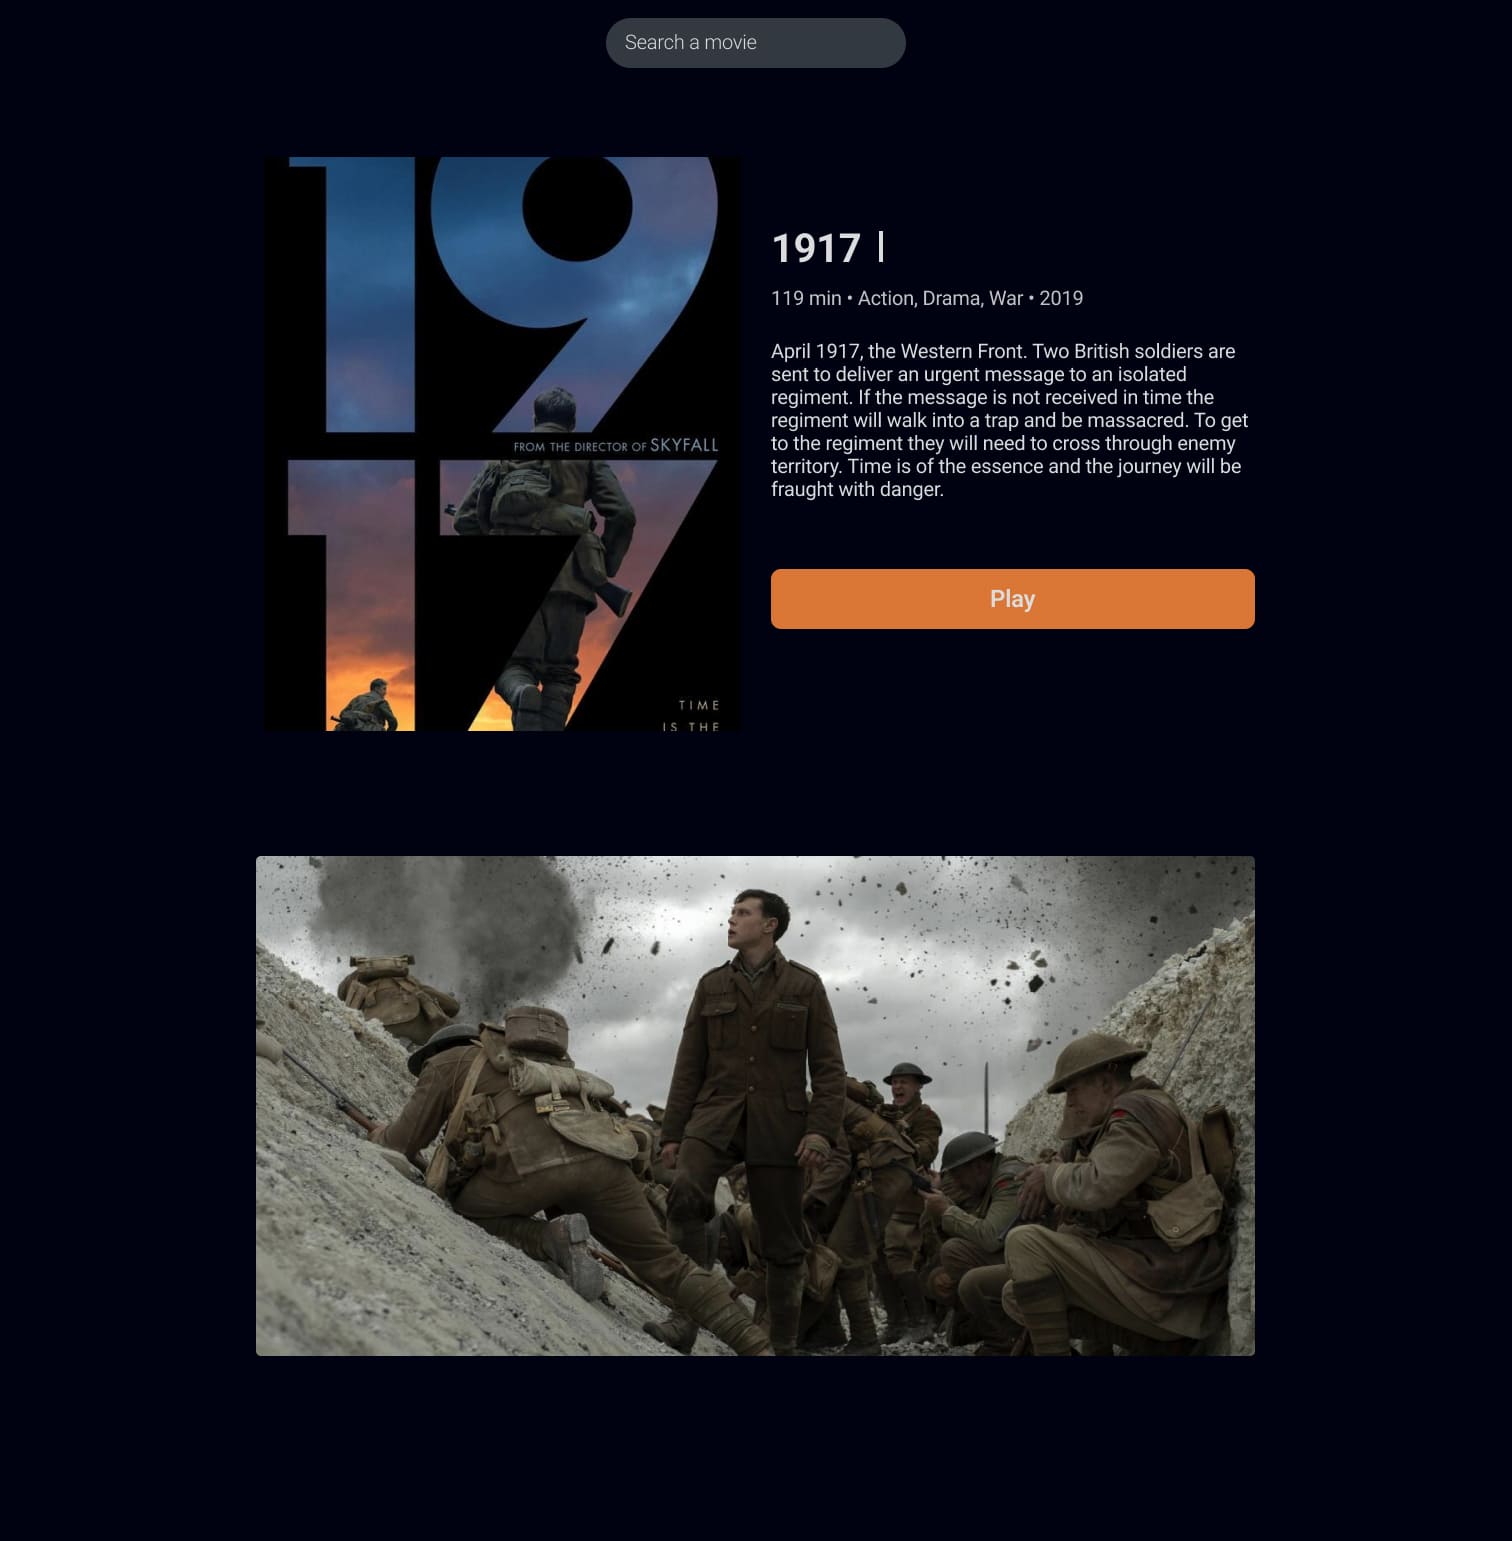 Search a movie
19
FROM THE DIRECTOR OF SKYFALL
17
TIME
IS THE
1917 |
119 min • Action, Drama, War • 2019
April 1917, the Western Front. Two British soldiers are
sent to deliver an urgent message to an isolated
regiment. If the message is not received in time the
regiment will walk into a trap and be massacred. To get
to the regiment they will need to cross through enemy
territory. Time is of the essence and the journey will be
fraught with danger.
Play